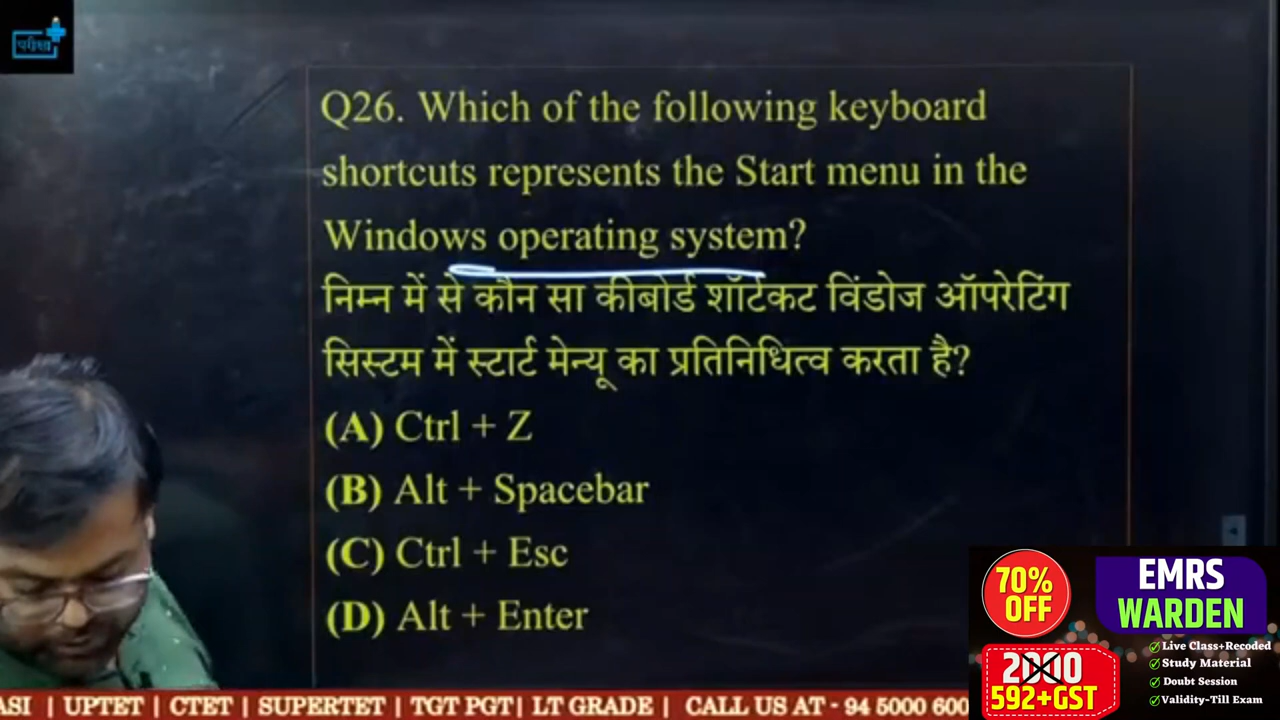 परीक्षा
Q26. Which of the following keyboard
shortcuts represents the Start menu in the
Windows operating system?
निम्न में से कौन सा कीबोर्ड शॉर्टकट विंडोज ऑपरेटिंग
सिस्टम में स्टार्ट मेन्यू का प्रतिनिधित्व करता है?
(A) Ctrl + Z
(B) Alt + Spacebar
(C) Ctrl + Esc
(D) Alt + Enter
70%
OFF
EMRS
WARDEN
2000
592+GST
Live Class+Recoded
Study Material
Doubt Session
Validity-Till Exam
ASI | UPTET | CTET | SUPERTET | TGT PGT| LT GRADE | CALL US AT - 94 5000 600